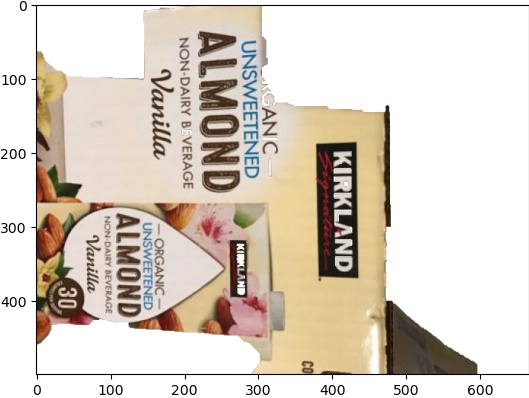 KIRKLAND
Signature
ORGANIC
UNSWEETENED
ALMOND
NON-DAIRY BEVERAGE
Vanilla
KIRKLAND
ORGANIC
UNSWEETENED
ALMOND
NON-DAIRY BEVERAGE
Vanilla
30
CO
0
100
200
300
400
0 100 200 300 400 500 600